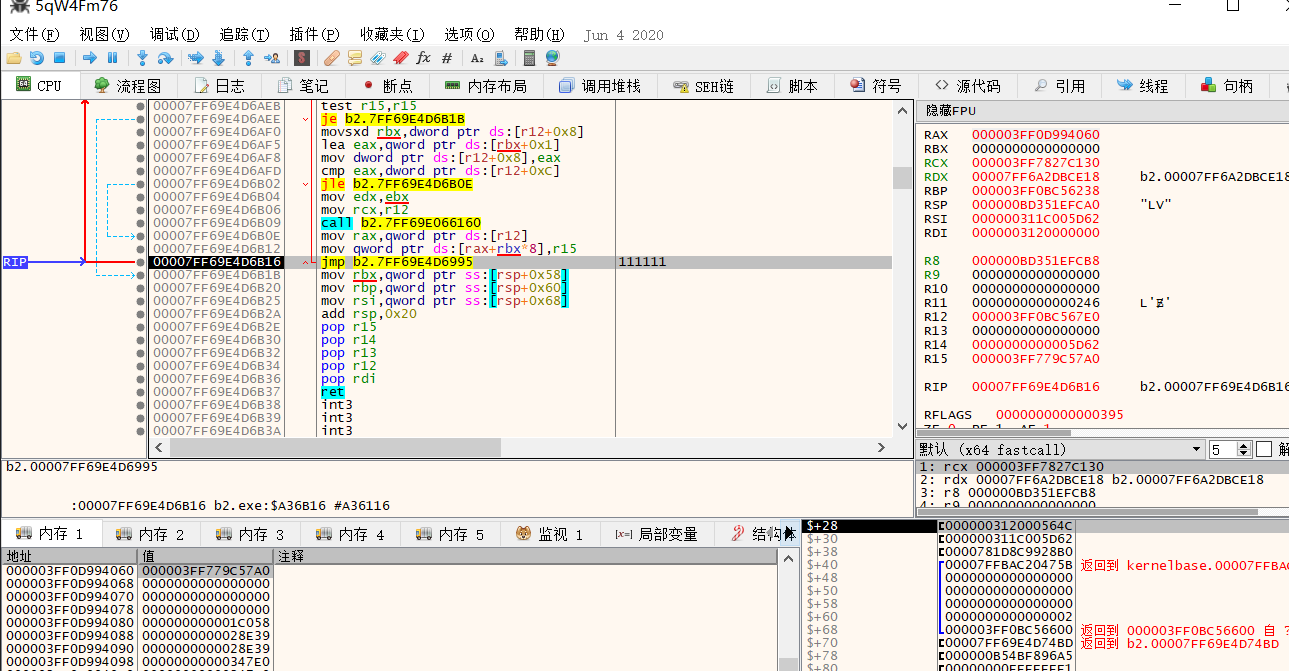 5qW4Fm76
文件(F) 视图(V) 调试(D) 追踪(T) 插件(P) 收藏夹(I) 选项(O) 帮助(H) Jun 4 2020
CPU 流程图 日志 笔记 断点 内存布局 调用堆栈 SEH链 脚本 符号 源代码 引用 线程 句柄
00007FF69E4D6AEB test r15,r15
00007FF69E4D6AEE je b2.7FF69E4D6B1B
00007FF69E4D6AF0 movsxd rbx,dword ptr ds:[r12+0x8]
00007FF69E4D6AF5 lea eax,qword ptr ds:[rbx+0x1]
00007FF69E4D6AF8 mov dword ptr ds:[r12+0x8],eax
00007FF69E4D6AFD cmp eax,dword ptr ds:[r12+0xC]
00007FF69E4D6B02 jle b2.7FF69E4D6B0E
00007FF69E4D6B04 mov edx,ebx
00007FF69E4D6B06 mov rcx,r12
00007FF69E4D6B09 call b2.7FF69E066160
00007FF69E4D6B0E mov rax,qword ptr ds:[r12]
00007FF69E4D6B12 mov qword ptr ds:[rax+rbx*8],r15
RIP 00007FF69E4D6B16 jmp b2.7FF69E4D6995 111111
00007FF69E4D6B1B mov rbx,qword ptr ss:[rsp+0x58]
00007FF69E4D6B20 mov rbp,qword ptr ss:[rsp+0x60]
00007FF69E4D6B25 mov rsi,qword ptr ss:[rsp+0x68]
00007FF69E4D6B2A add rsp,0x20
00007FF69E4D6B2E pop r15
00007FF69E4D6B30 pop r14
00007FF69E4D6B32 pop r13
00007FF69E4D6B34 pop r12
00007FF69E4D6B36 pop rdi
00007FF69E4D6B37 ret
00007FF69E4D6B38 int3
00007FF69E4D6B39 int3
00007FF69E4D6B3A int3
隐藏FPU
RAX 000003FF0D994060
RBX 0000000000000000
RCX 000003FF7827C130
RDX 00007FF6A2DBCE18 b2.00007FF6A2DBCE18
RBP 000003FF0BC56238
RSP 000000BD351EFCA0 "LV"
RSI 000000311C005D62
RDI 0000003120000000
R8 000000BD351EFCB8
R9 0000000000000000
R10 0000000000000000
R11 0000000000000246 L'Ɇ'
R12 000003FF0BC567E0
R13 0000000000000000
R14 0000000000005D62
R15 000003FF779C57A0
RIP 00007FF69E4D6B16 b2.00007FF69E4D6B16
RFLAGS 0000000000000395
默认 (x64 fastcall) 5
1: rcx 000003FF7827C130
2: rdx 00007FF6A2DBCE18 b2.00007FF6A2DBCE18
3: r8 000000BD351EFCB8
4: r9 0000000000000000
b2.00007FF69E4D6995
:00007FF69E4D6B16 b2.exe:$A36B16 #A36116
内存 1 内存 2 内存 3 内存 4 内存 5 监视 1 局部变量 结构体
地址 值 注释
000003FF0D994060 000003FF779C57A0
000003FF0D994068 0000000000000000
000003FF0D994070 0000000000000000
000003FF0D994078 0000000000000000
000003FF0D994080 000000000001C058
000003FF0D994088 0000000000028E39
000003FF0D994090 0000000000028E39
000003FF0D994098 00000000000347E0
$+28 000000312000564C
$+30 000000311C005D62
$+38 0000781D8C9928B0
$+40 00007FFBAC20475B 返回到 kernelbase.00007FFBAC
$+48 0000000000000000
$+50 0000000000000000
$+58 0000000000000000
$+60 0000000000000002
$+68 000003FF0BC56600 返回到 000003FF0BC56600 自 ?
$+70 00007FF69E4D74BD 返回到 b2.00007FF69E4D74BD
$+78 0000B54BF896A5
$+80